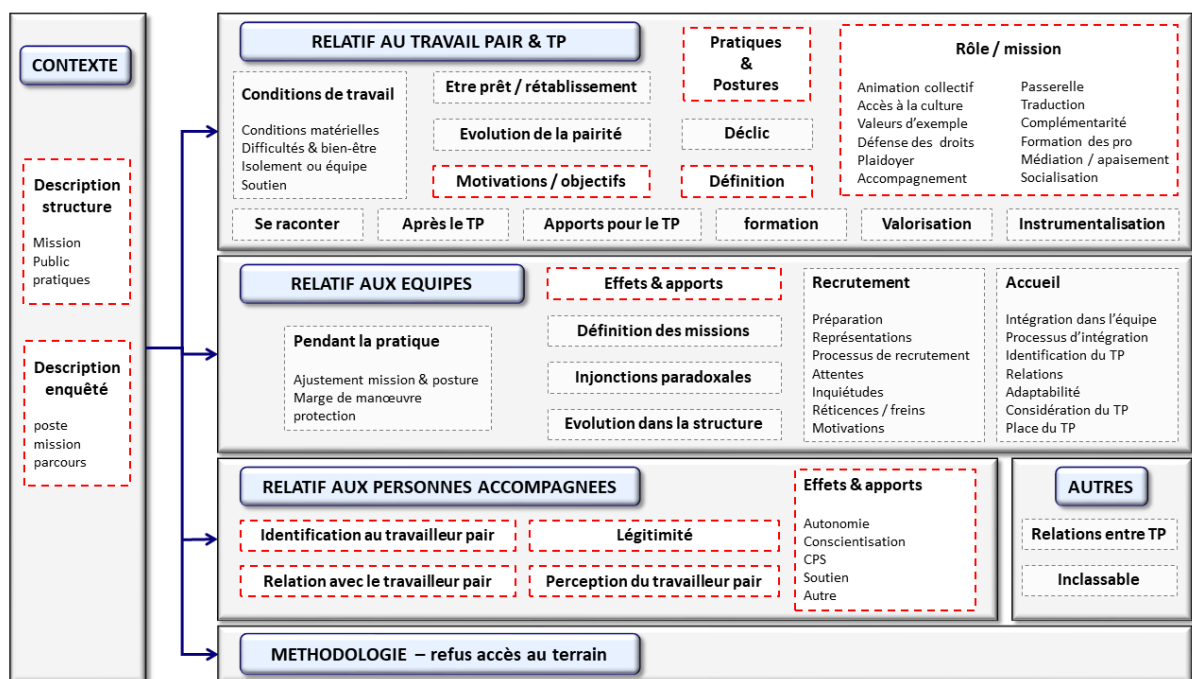 CONTEXTE
Description
structure
Mission
Public
pratiques
Description
enquêté
poste
mission
parcours
RELATIF AU TRAVAIL PAIR & TP
Conditions de travail
Conditions matérielles
Difficultés & bien-être
Isolement ou équipe
Soutien
Etre prêt / rétablissement
Evolution de la pairité
Motivations / objectifs
Pratiques
&
Postures
Déclic
Définition
Rôle / mission
Animation collectif
Accès à la culture
Valeurs d’exemple
Défense des droits
Plaidoyer
Accompagnement
Passerelle
Traduction
Complémentarité
Formation des pro
Médiation / apaisement
Socialisation
Se raconter
Après le TP
Apports pour le TP
formation
Valorisation
Instrumentalisation
RELATIF AUX EQUIPES
Pendant la pratique
Ajustement mission & posture
Marge de manœuvre
protection
Effets & apports
Définition des missions
Injonctions paradoxales
Evolution dans la structure
Recrutement
Préparation
Représentations
Processus de recrutement
Attentes
Inquiétudes
Réticences / freins
Motivations
Accueil
Intégration dans l’équipe
Processus d’intégration
Identification du TP
Relations
Adaptabilité
Considération du TP
Place du TP
RELATIF AUX PERSONNES ACCOMPAGNEES
Identification au travailleur pair
Légitimité
Relation avec le travailleur pair
Perception du travailleur pair
Effets & apports
Autonomie
Conscientisation
CPS
Soutien
Autre
AUTRES
Relations entre TP
Inclassable
METHODOLOGIE – refus accès au terrain